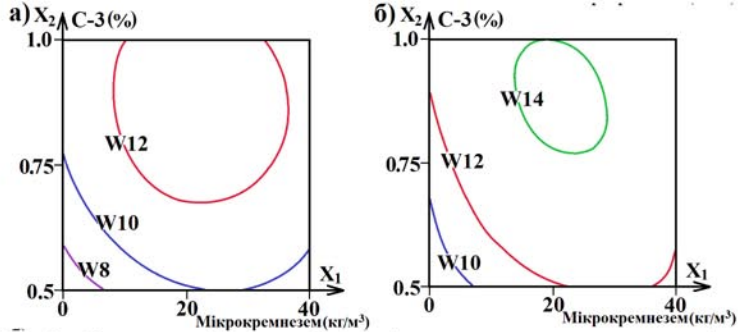 а) X₂ С-3(%)
1.0
W12
0.75
W10
W8
X₁
0.5
0 20 40
Мікрокремнезем(кг/м³)
б) X₂ С-3(%)
1.0
W14
W12
0.75
W10
X₁
0.5
0 20 40
Мікрокремнезем(кг/м³)